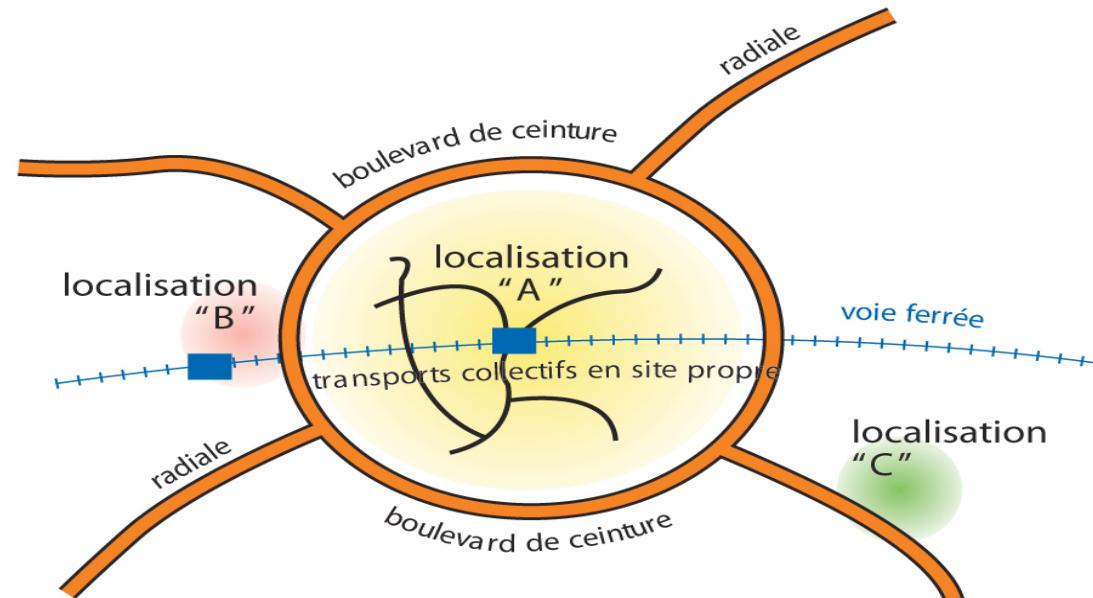 radiale
boulevard de ceinture
localisation
“A”
localisation
“B”
voie ferrée
transports collectifs en site propre
localisation
“C”
radiale
boulevard de ceinture